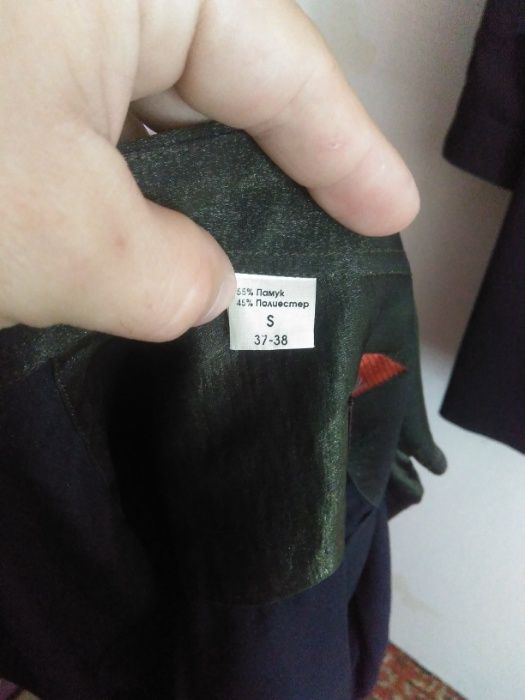 55% Памук
45% Полиестер
S
37-38